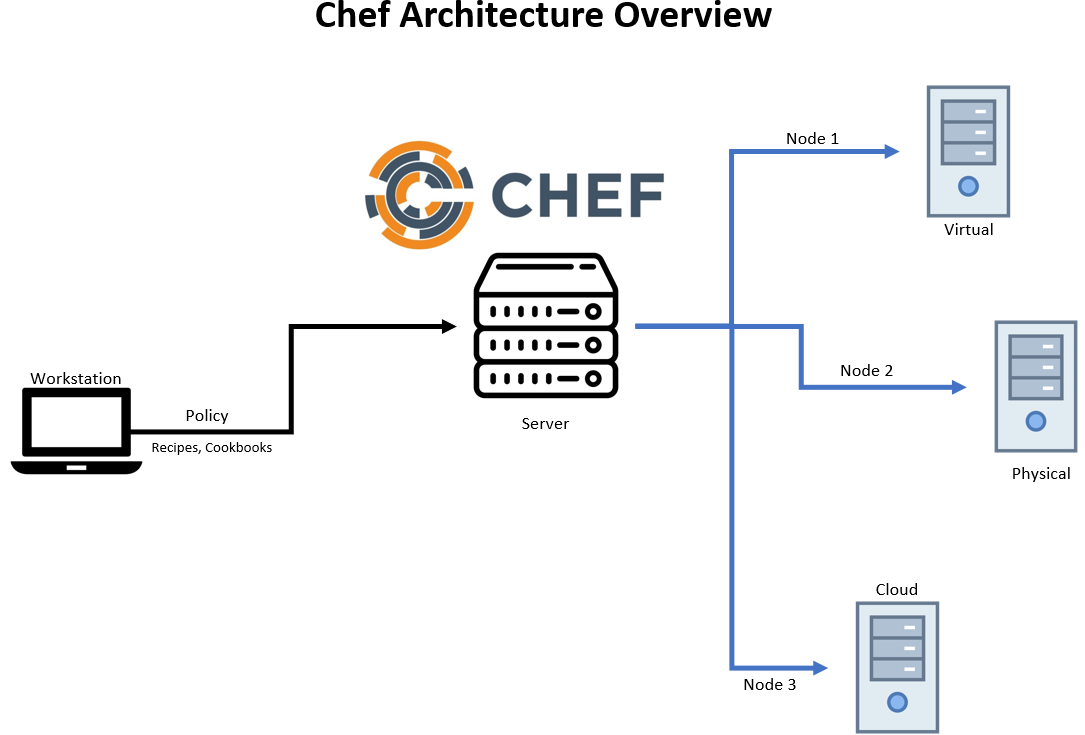 Chef Architecture Overview
Node 1
Virtual
CHEF
Workstation
Policy
Recipes, Cookbooks
Server
Node 2
Physical
Cloud
Node 3